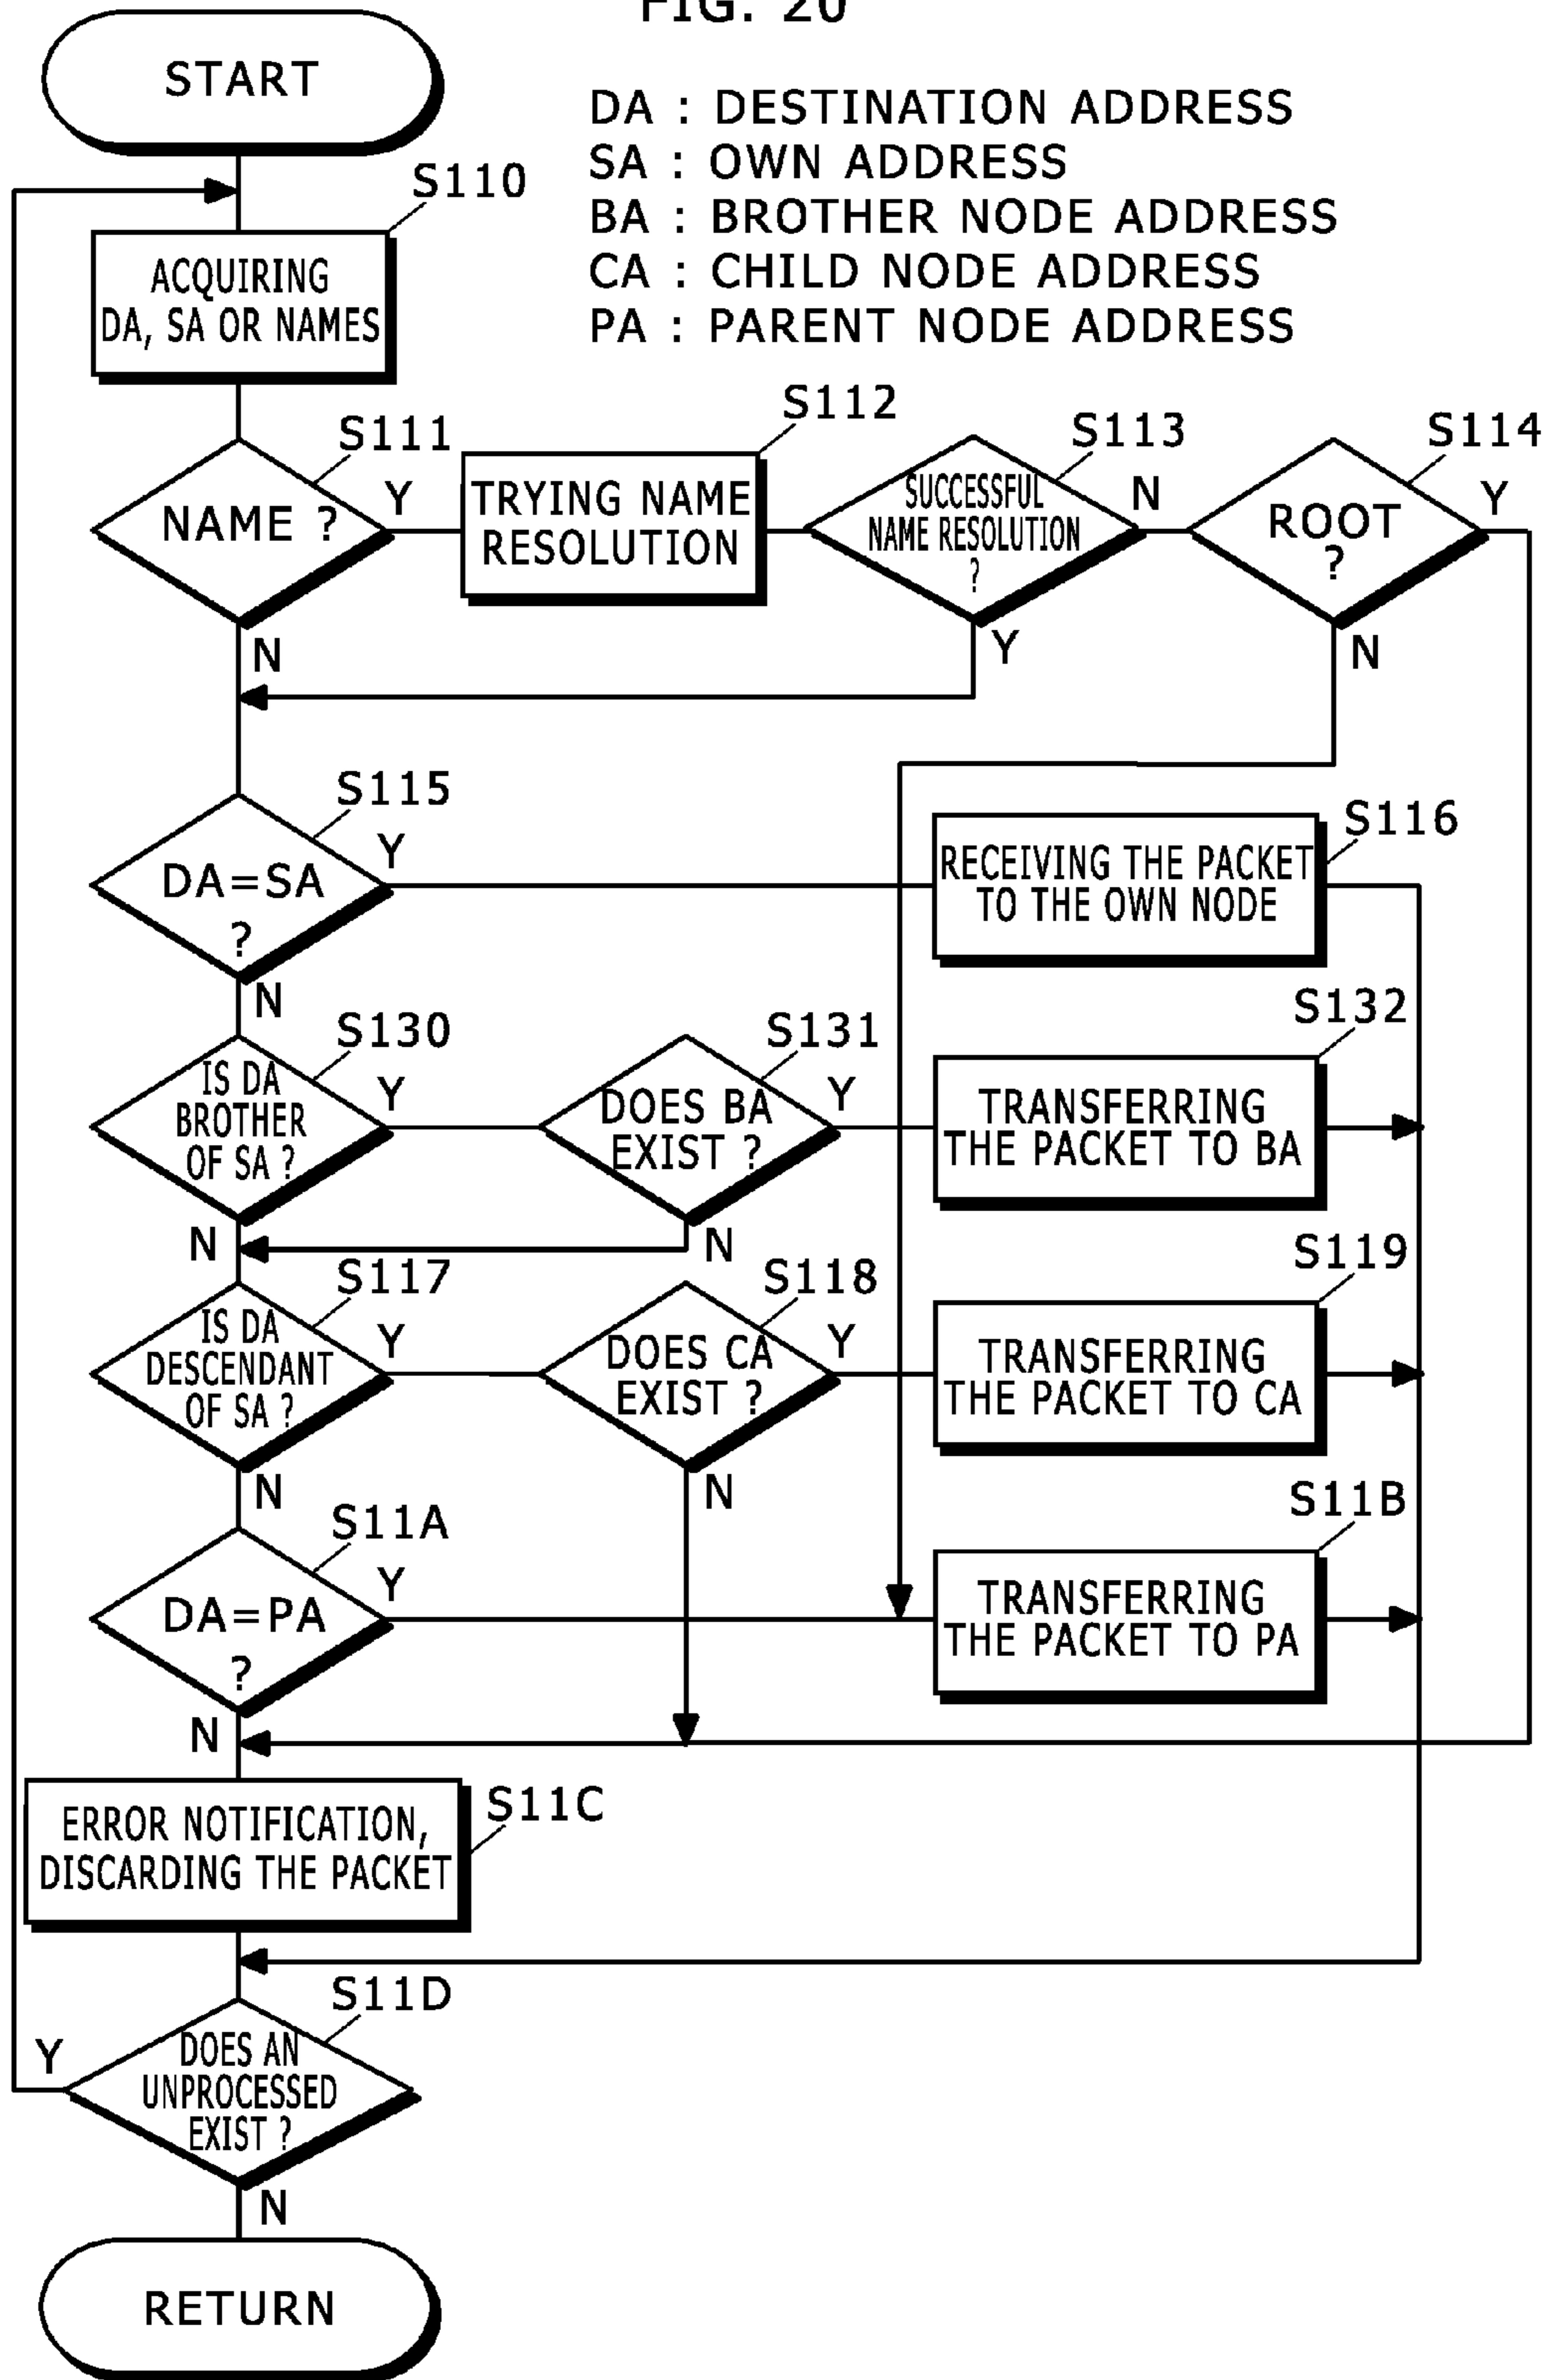 FIG. 20
START
DA : DESTINATION ADDRESS
SA : OWN ADDRESS
BA : BROTHER NODE ADDRESS
CA : CHILD NODE ADDRESS
PA : PARENT NODE ADDRESS
S110
ACQUIRING
DA, SA OR NAMES
S111
NAME ?
Y
N
S112
TRYING NAME
RESOLUTION
S113
SUCCESSFUL
NAME RESOLUTION
?
N
Y
S114
ROOT
?
Y
N
S115
DA=SA
?
Y
N
S116
RECEIVING THE PACKET
TO THE OWN NODE
S130
IS DA
BROTHER
OF SA ?
Y
N
S131
DOES BA
EXIST ?
Y
N
S132
TRANSFERRING
THE PACKET TO BA
S117
IS DA
DESCENDANT
OF SA ?
Y
N
S118
DOES CA
EXIST ?
Y
N
S119
TRANSFERRING
THE PACKET TO CA
S11A
DA=PA
?
Y
N
S11B
TRANSFERRING
THE PACKET TO PA
S11C
ERROR NOTIFICATION,
DISCARDING THE PACKET
S11D
DOES AN
UNPROCESSED
EXIST ?
Y
N
RETURN